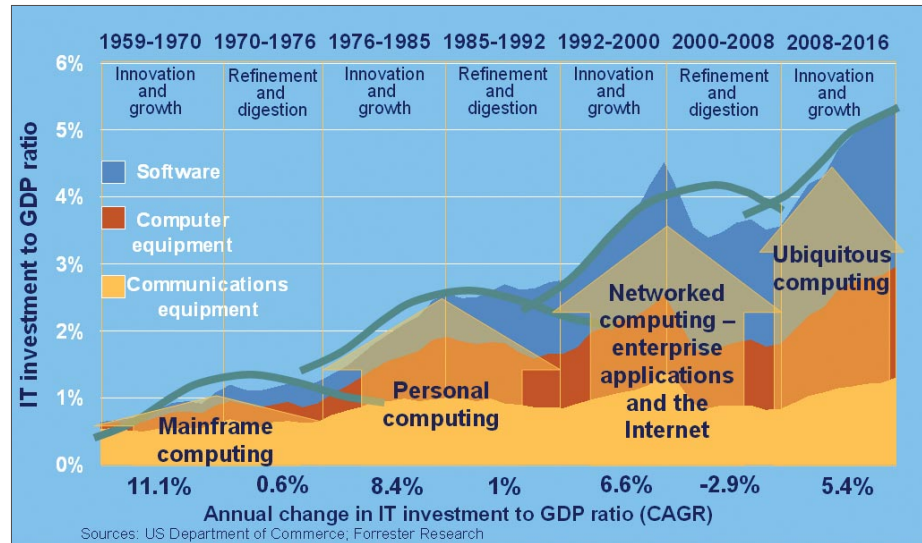 1959-1970 1970-1976 1976-1985 1985-1992 1992-2000 2000-2008 2008-2016
6%
Innovation and growth
Refinement and digestion
Innovation and growth
Refinement and digestion
Innovation and growth
Refinement and digestion
Innovation and growth
IT investment to GDP ratio
5%
4%
3%
2%
1%
0%
Software
Computer
equipment
Communications
equipment
Mainframe
computing
Personal
computing
Networked
computing –
enterprise
applications
and the
Internet
Ubiquitous
computing
11.1% 0.6% 8.4% 1% 6.6% -2.9% 5.4%
Annual change in IT investment to GDP ratio (CAGR)
Sources: US Department of Commerce; Forrester Research